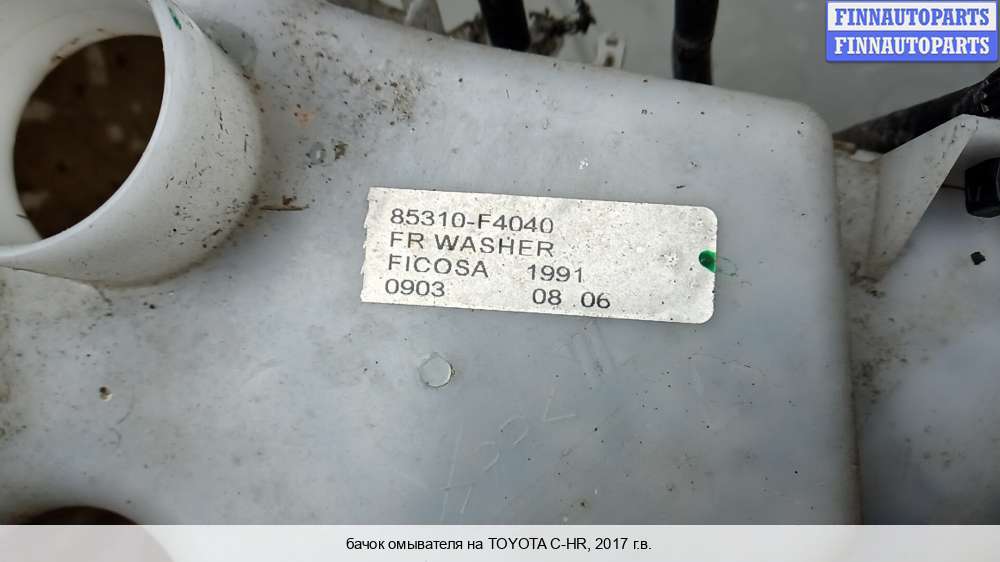 FINNAUTOPARTS
FINNAUTOPARTS
85310-F4040
FR WASHER
FICOSA 1991
0903 08 06
бачок омывателя на TOYOTA C-HR, 2017 г.в.